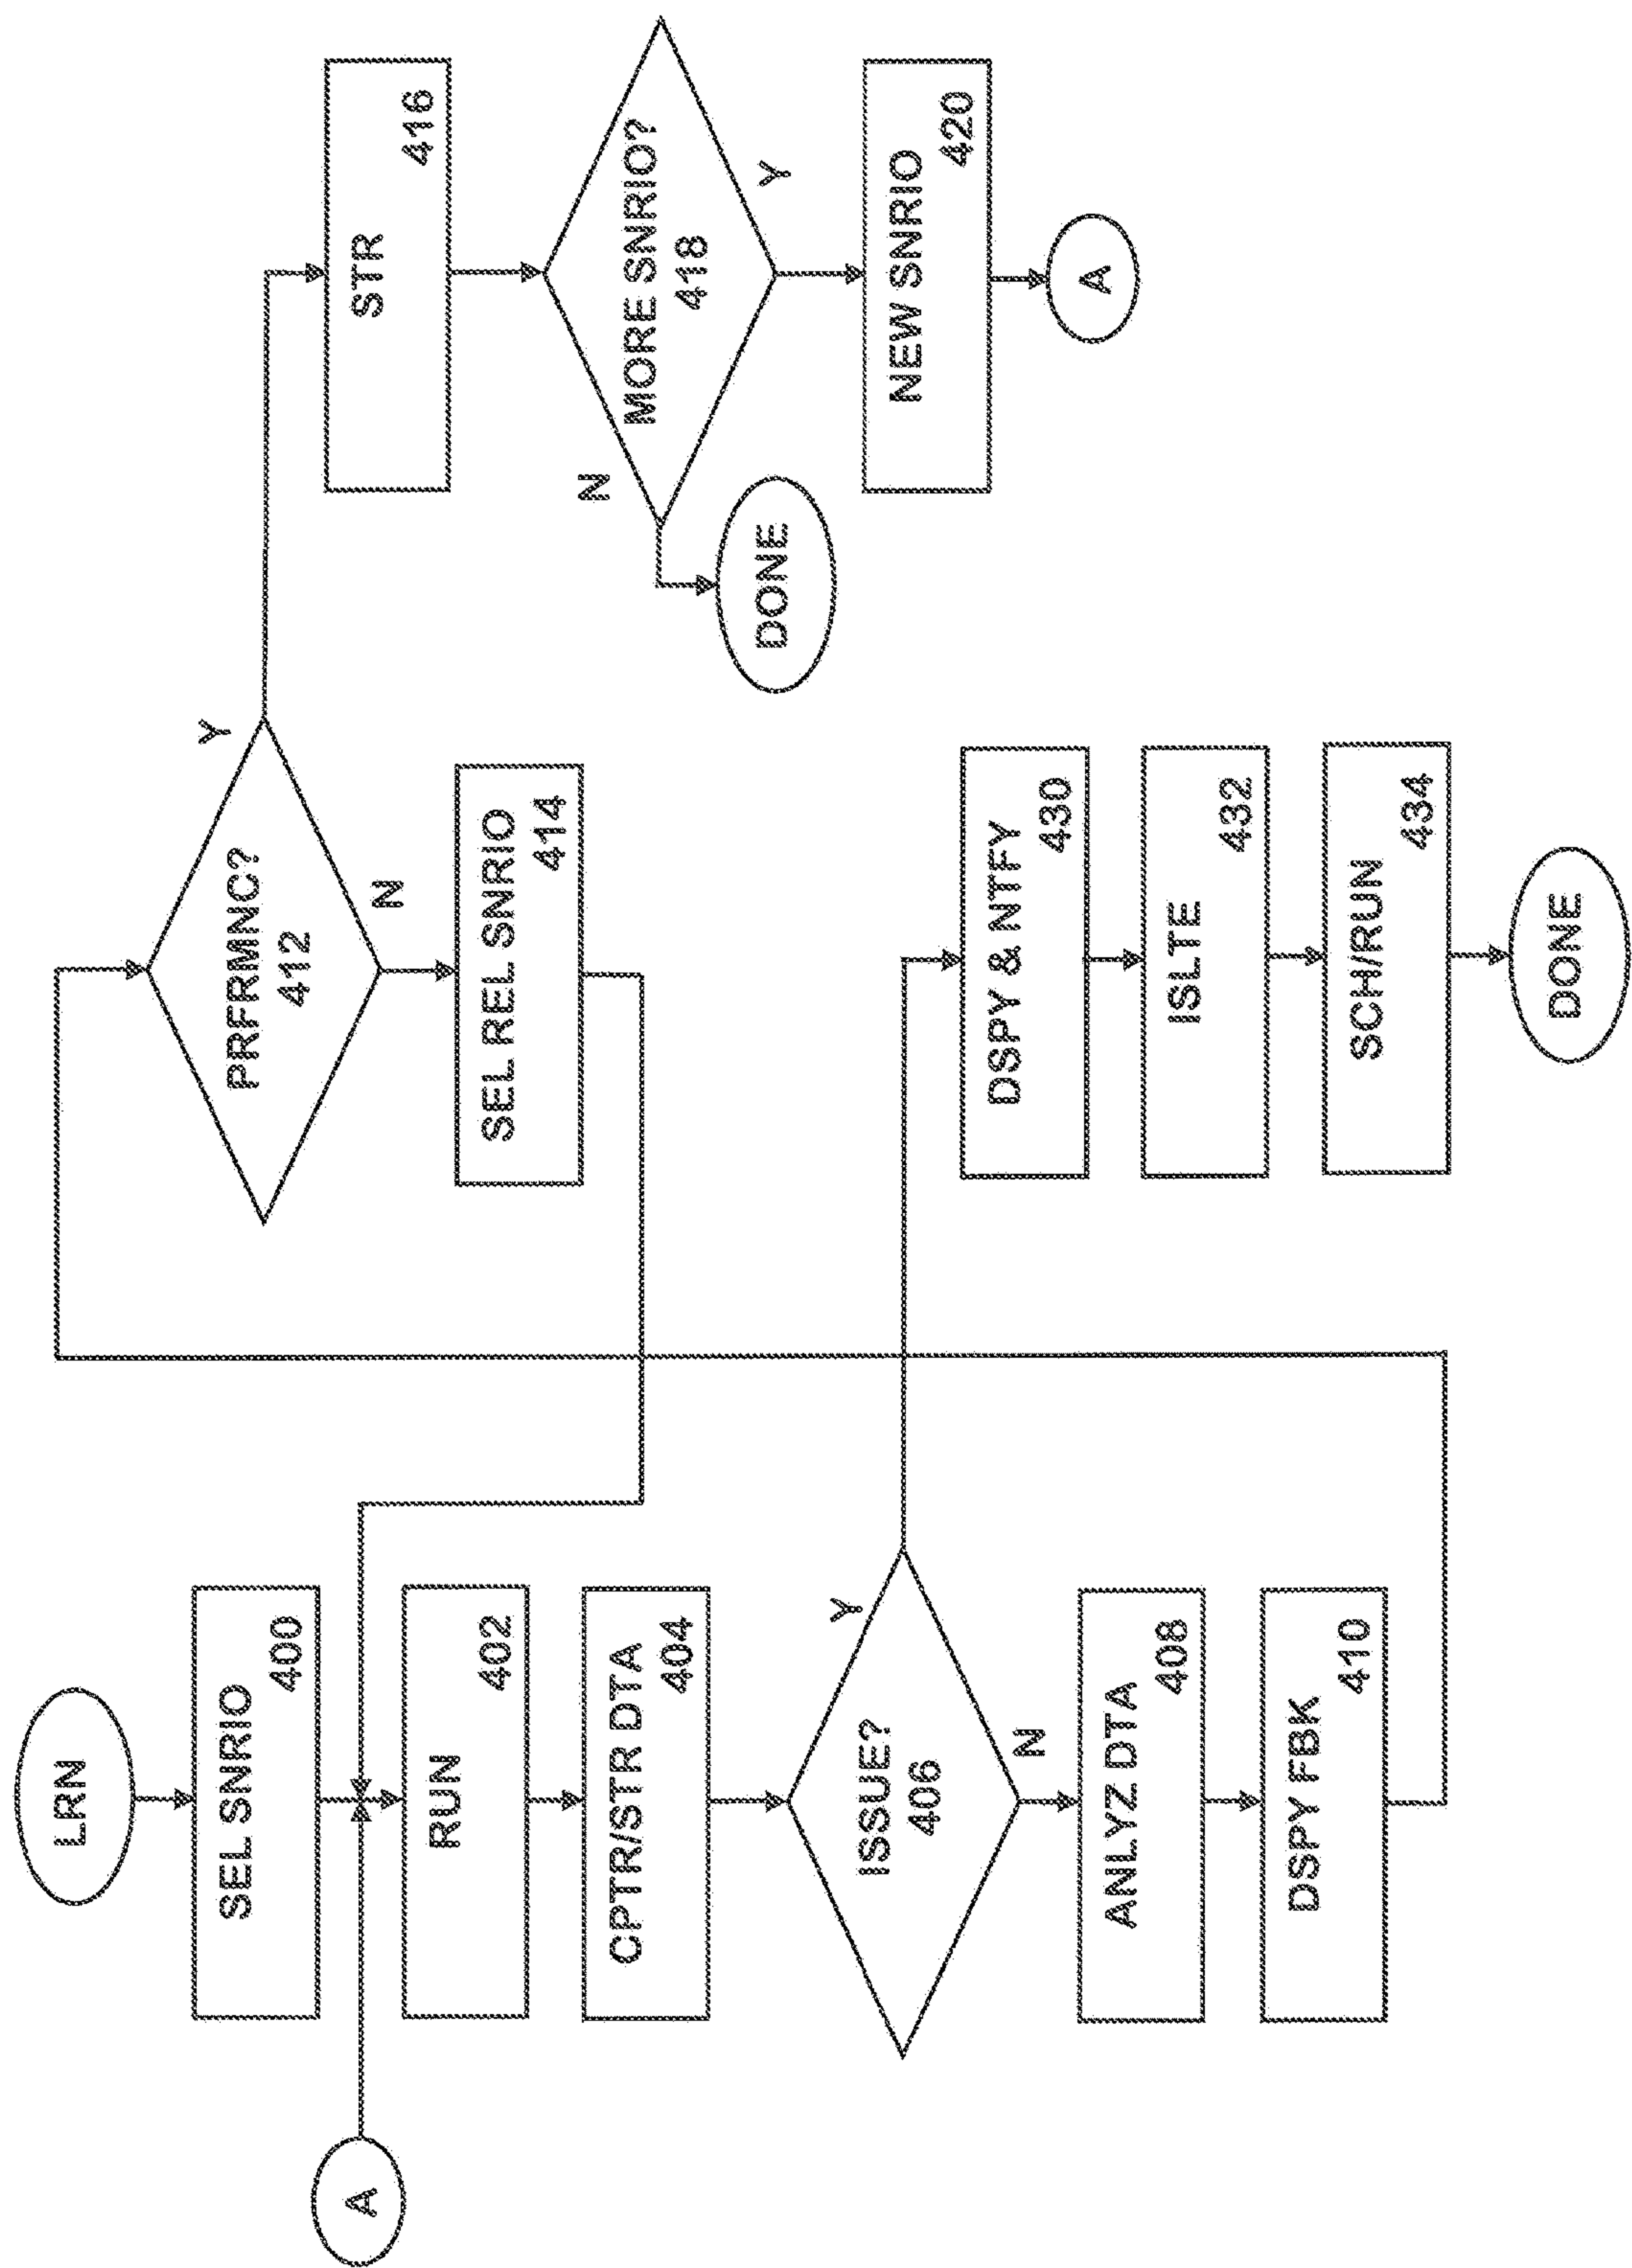 LRN
SEL SNRIO
400
A
RUN
402
CPTR/STR DTA
404
ISSUE?
406
Y
N
ANLYZ DTA
408
DSPY FBK
410
PRFRMNC?
412
Y
N
SEL REL SNRIO
414
DSPY & NTFY
430
ISLTE
432
SCH/RUN
434
DONE
STR
416
MORE SNRIO?
418
N
Y
DONE
NEW SNRIO
420
A